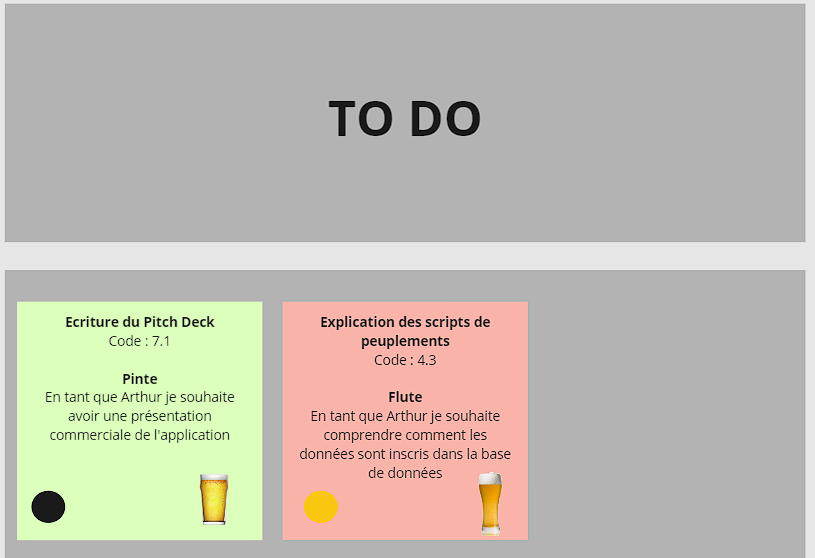 TO DO
Ecriture du Pitch Deck
Code : 7.1
Pinte
En tant que Arthur je souhaite
avoir une présentation
commerciale de l'application
Explication des scripts de
peuplements
Code : 4.3
Flute
En tant que Arthur je souhaite
comprendre comment les
données sont inscris dans la base
de données